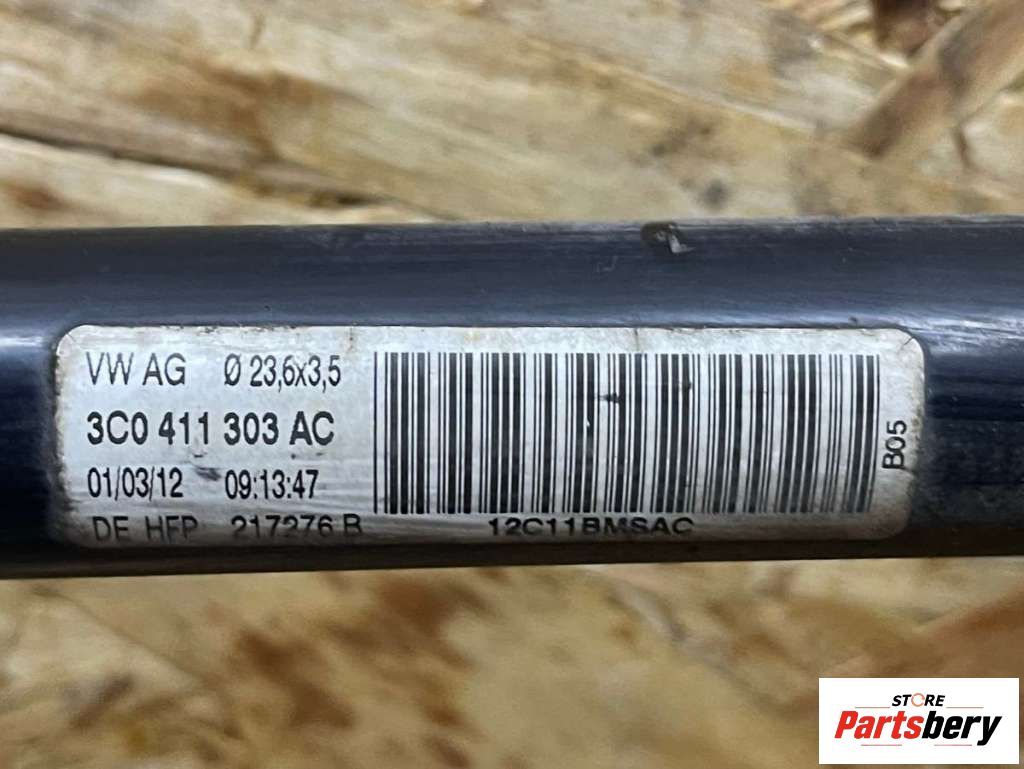 VW AG Ø 23,6x3,5
3C0 411 303 AC
01/03/12 09:13:47
DE HFP 217276 B
12C11BMSAC
B05
STORE
Partsbery